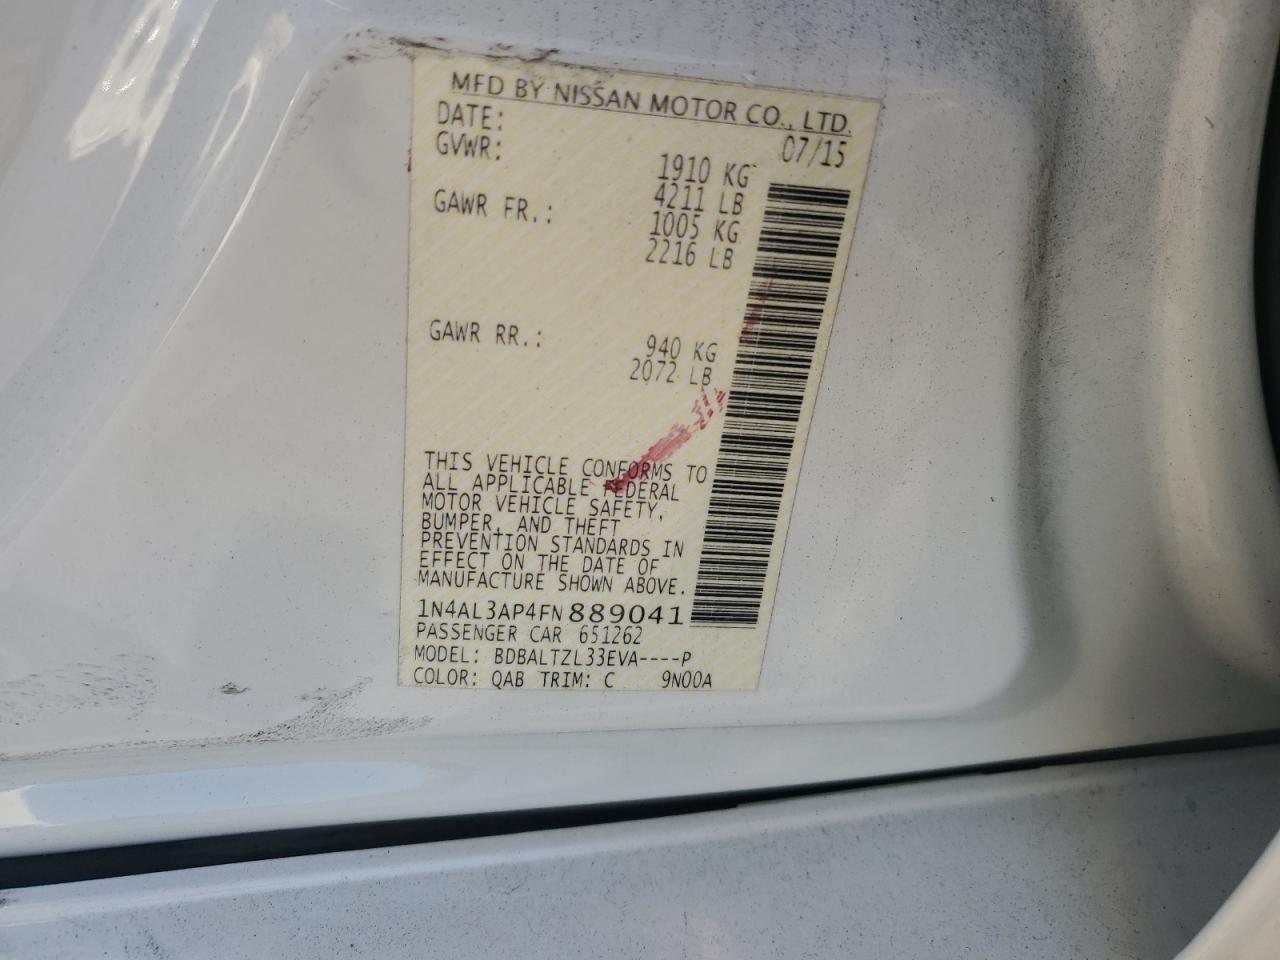 MFD BY NISSAN MOTOR CO., LTD.
DATE: 07/15
GVWR: 1910 KG
4211 LB
GAWR FR.: 1005 KG
2216 LB
GAWR RR.: 940 KG
2072 LB
THIS VEHICLE CONFORMS TO
ALL APPLICABLE FEDERAL
MOTOR VEHICLE SAFETY,
BUMPER, AND THEFT
PREVENTION STANDARDS IN
EFFECT ON THE DATE OF
MANUFACTURE SHOWN ABOVE.
1N4AL3AP4FN889041
PASSENGER CAR 651262
MODEL: BDBALTZL33EVA----P
COLOR: QAB TRIM: C 9N00A